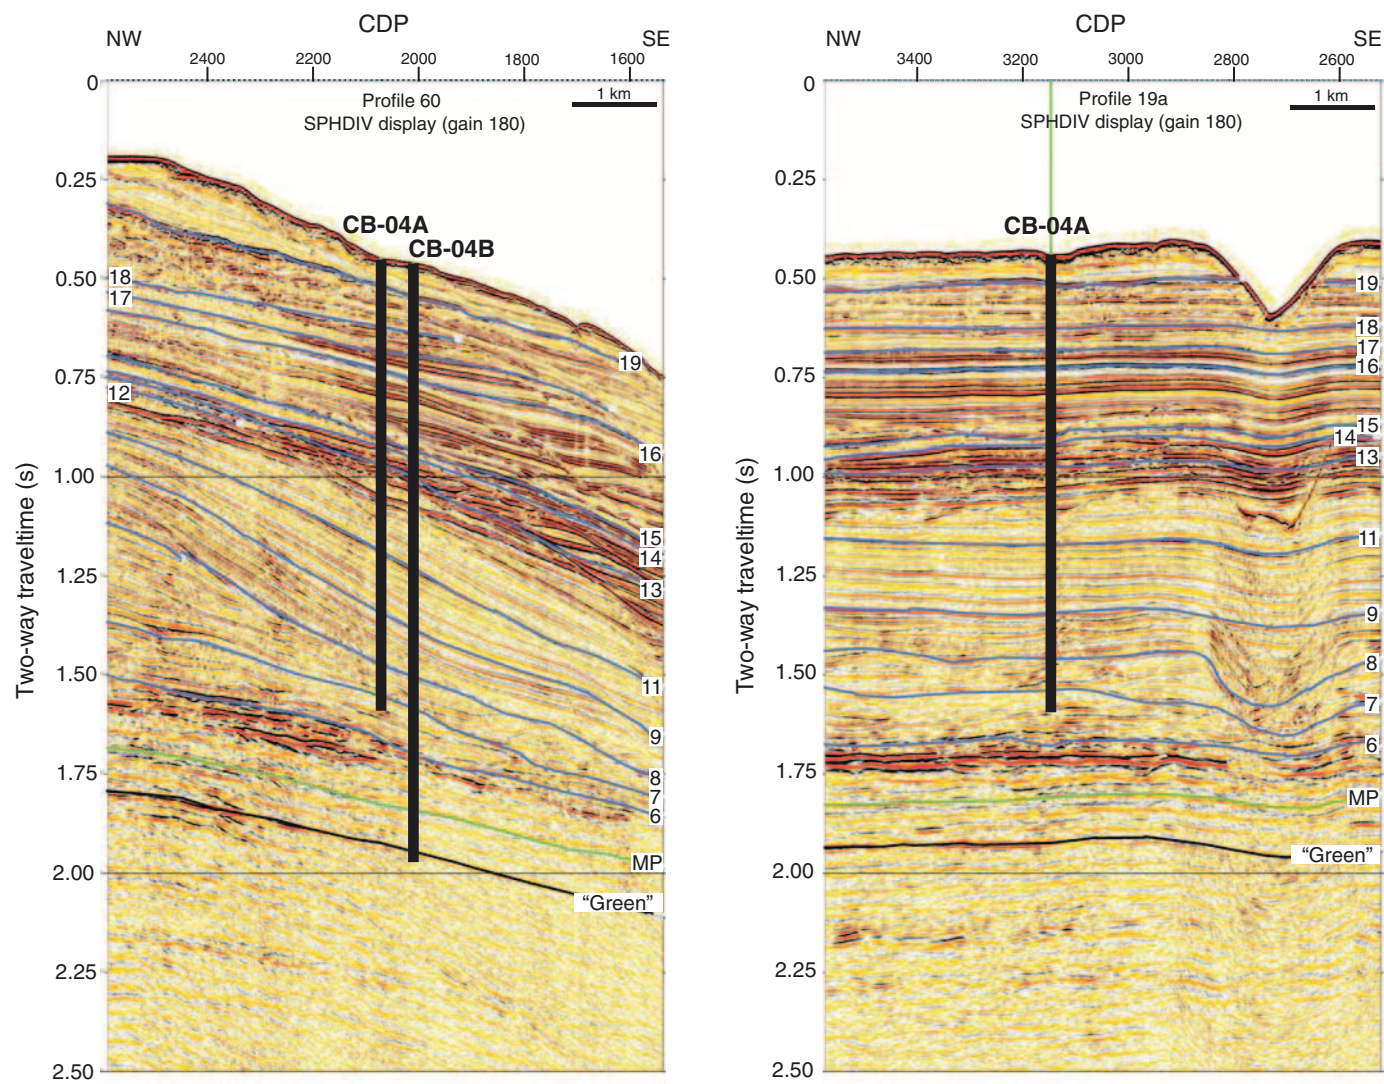 CDP
NW
SE
2400
2200
2000
1800
1600
0
Profile 60
1 km
SPHDIV display (gain 180)
0.25
CB-04A
CB-04B
18
0.50
17
19
0.75
12
16
1.00
15
14
1.25
13
1.50
11
9
1.75
8
7
6
MP
2.00
"Green"
2.25
2.50
Two-way traveltime (s)
CDP
NW
SE
3400
3200
3000
2800
2600
0
Profile 19a
1 km
SPHDIV display (gain 180)
0.25
CB-04A
0.50
19
18
17
16
0.75
15
14
13
1.00
11
1.25
9
8
1.50
7
6
1.75
MP
"Green"
2.00
2.25
2.50
Two-way traveltime (s)